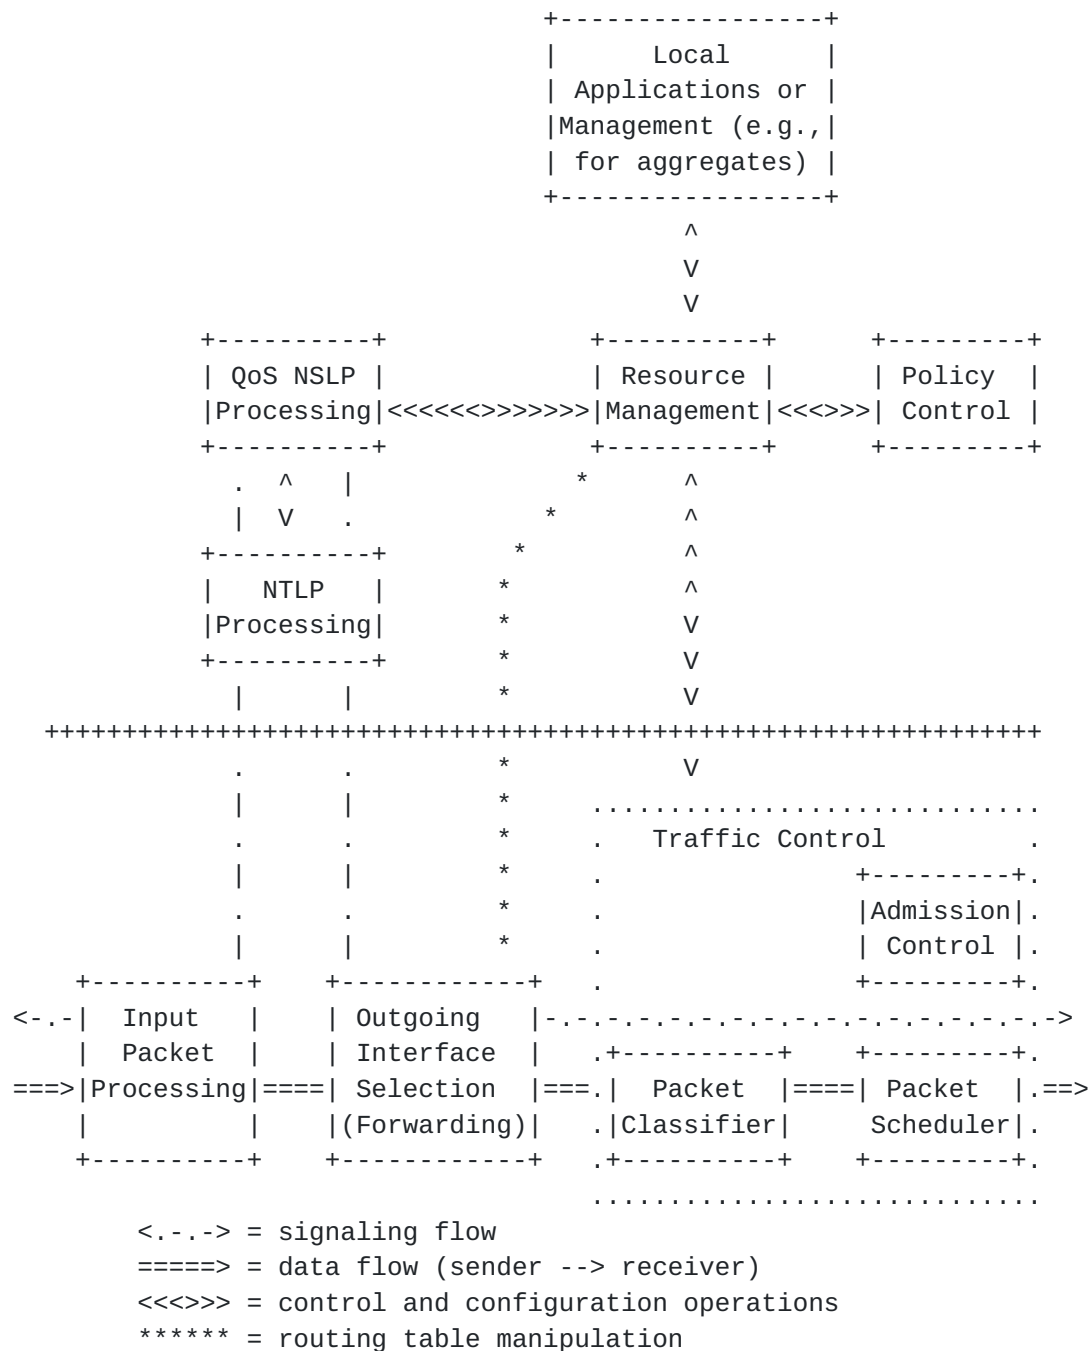 +-----------------+
                                  |      Local      |
                                  | Applications or |
                                  |Management (e.g.,|
                                  | for aggregates) |
                                  +-----------------+
                                           ^
                                           V
                                           V
            +----------+             +----------+      +---------+
            | QoS NSLP |             | Resource |      | Policy  |
            |Processing|<<<<<<>>>>>>>|Management|<<<>>>| Control |
            +----------+             +----------+      +---------+
              .  ^   |              *      ^
              |  V   .            *        ^
            +----------+        *          ^
            |   NTLP   |       *           ^
            |Processing|       *           V
            +----------+       *           V
              |      |         *           V
  ++++++++++++++++++++++++++++++++++++++++++++++++++++++++++++++++
              .      .         *           V
              |      |         *     .............................
              .      .         *     .   Traffic Control         .
              |      |         *     .                +---------+.
              .      .         *     .                |Admission|.
              |      |         *     .                | Control |.
    +----------+    +------------+   .                +---------+.
<-.-|  Input   |    | Outgoing   |-.-.-.-.-.-.-.-.-.-.-.-.-.-.-.-.->
    |  Packet  |    | Interface  |   .+----------+    +---------+.
===>|Processing|====| Selection  |===.|  Packet  |====| Packet  |.==>
    |          |    |(Forwarding)|   .|Classifier|     Scheduler|.
    +----------+    +------------+   .+----------+    +---------+.
                                     .............................
        <.-.-> = signaling flow
        =====> = data flow (sender --> receiver)
        <<<>>> = control and configuration operations
        ****** = routing table manipulation